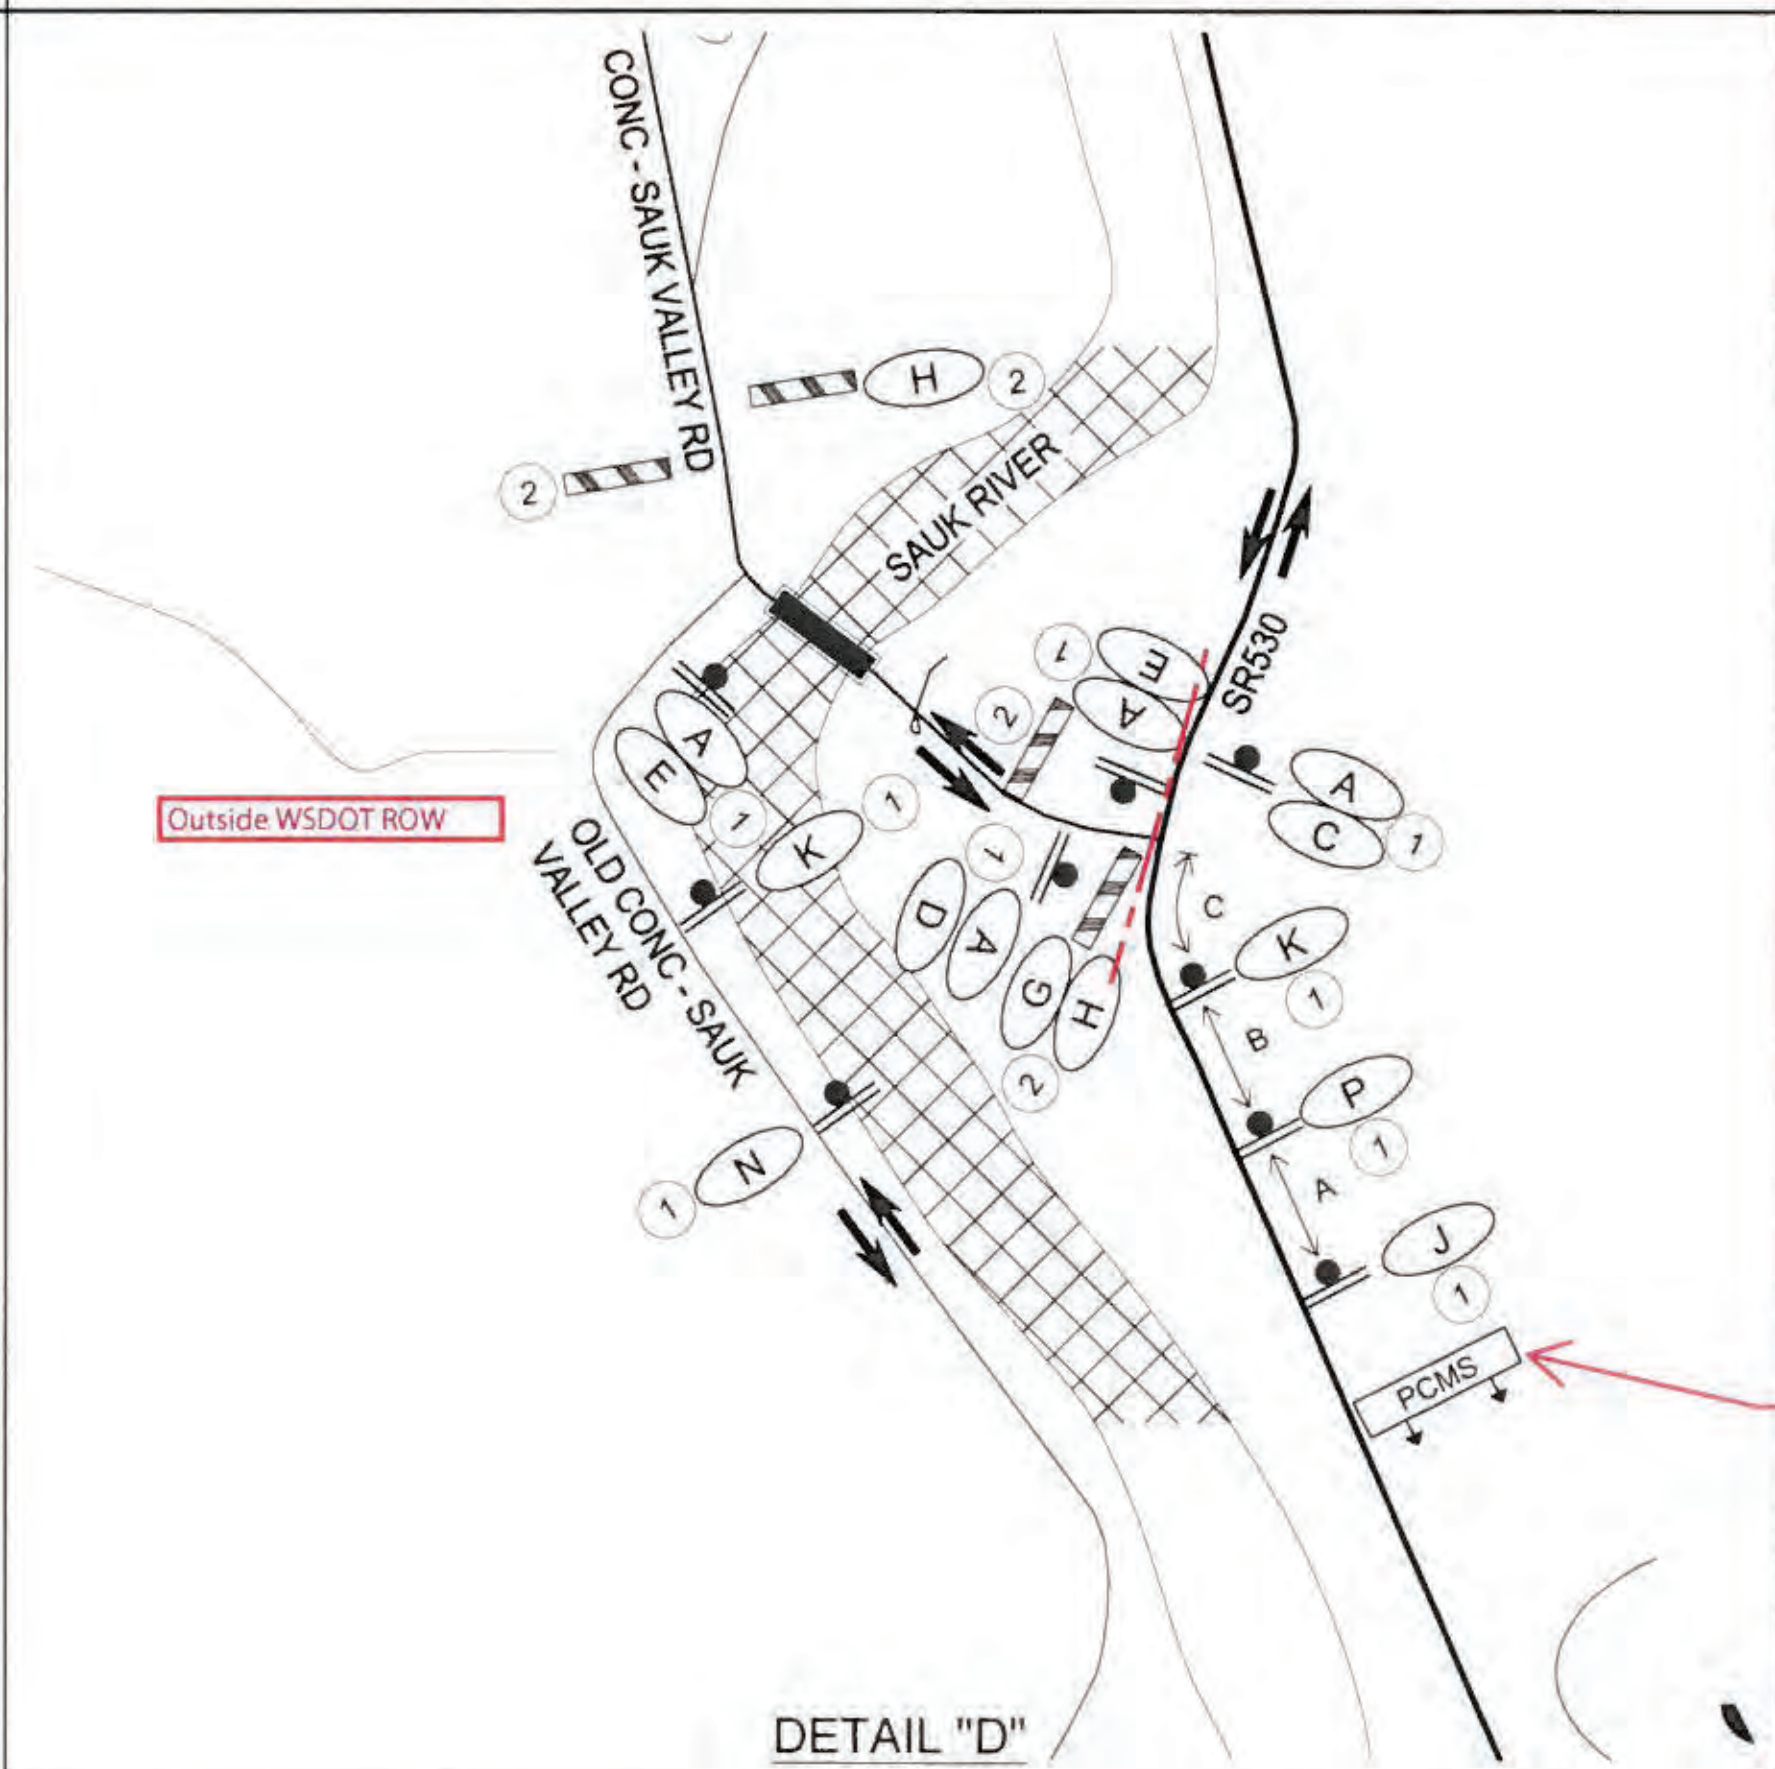 CONC - SAUK VALLEY RD
H
2
2
SAUK RIVER
SR530
1
E
A
2
A
C
1
A
E
1
K
1
Outside WSDOT ROW
OLD CONC - SAUK
VALLEY RD
1
D
A
G
H
2
C
K
1
B
P
1
A
J
1
N
1
PCMS
DETAIL "D"